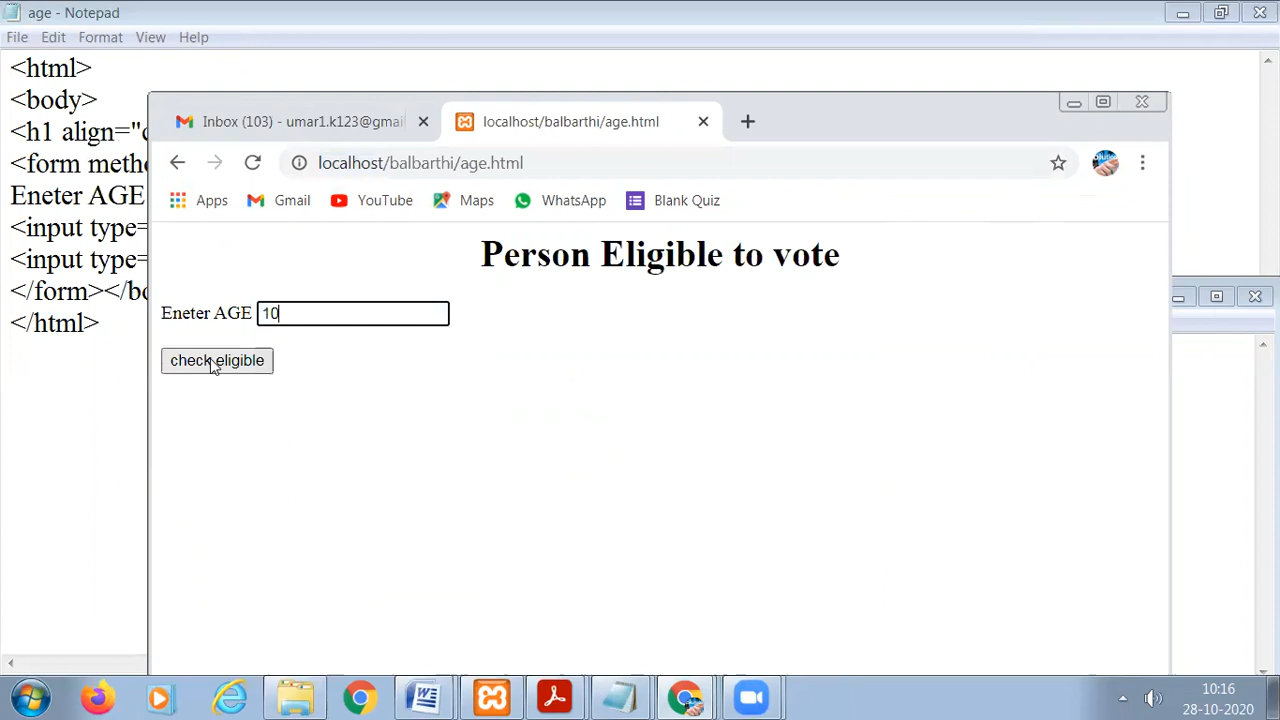 age - Notepad
File Edit Format View Help
<html>
<body>
<h1 align="c
<form metho
Eneter AGE
<input type=
<input type=
</form></bo
</html>
Inbox (103) - umar1.k123@gmai
localhost/balbarthi/age.html
localhost/balbarthi/age.html
Apps Gmail YouTube Maps WhatsApp Blank Quiz
Person Eligible to vote
Eneter AGE 10
check eligible
10:16
28-10-2020